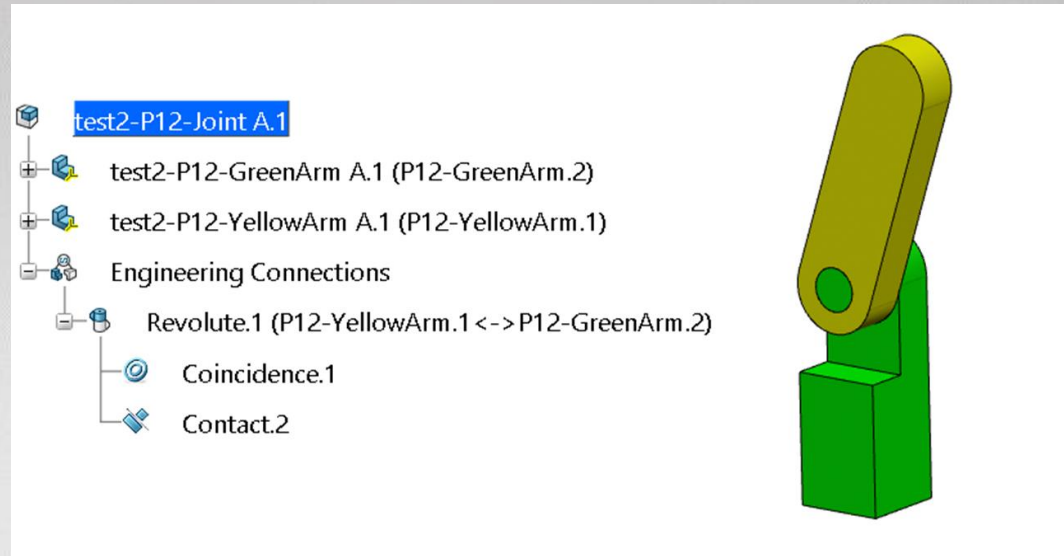 test2-P12-Joint A.1
test2-P12-GreenArm A.1 (P12-GreenArm.2)
test2-P12-YellowArm A.1 (P12-YellowArm.1)
Engineering Connections
Revolute.1 (P12-YellowArm.1<->P12-GreenArm.2)
Coincidence.1
Contact.2